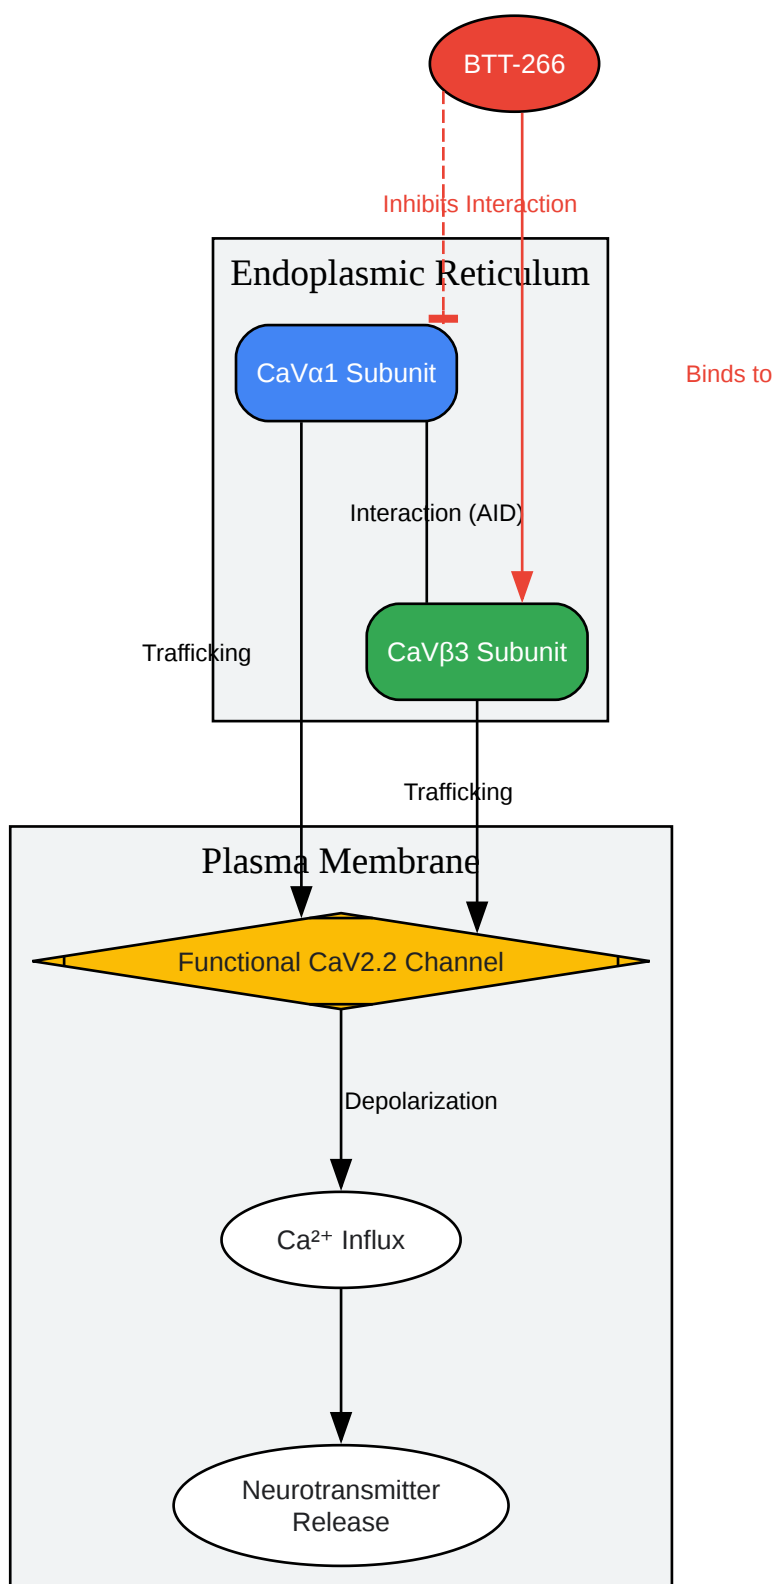 BTT-266
Inhibits Interaction
Endoplasmic Reticulum
CaVα1 Subunit
Binds to
Interaction (AID)
Trafficking
CaVβ3 Subunit
Trafficking
Plasma Membrane
Functional CaV2.2 Channel
Depolarization
Ca²⁺ Influx
Neurotransmitter
Release